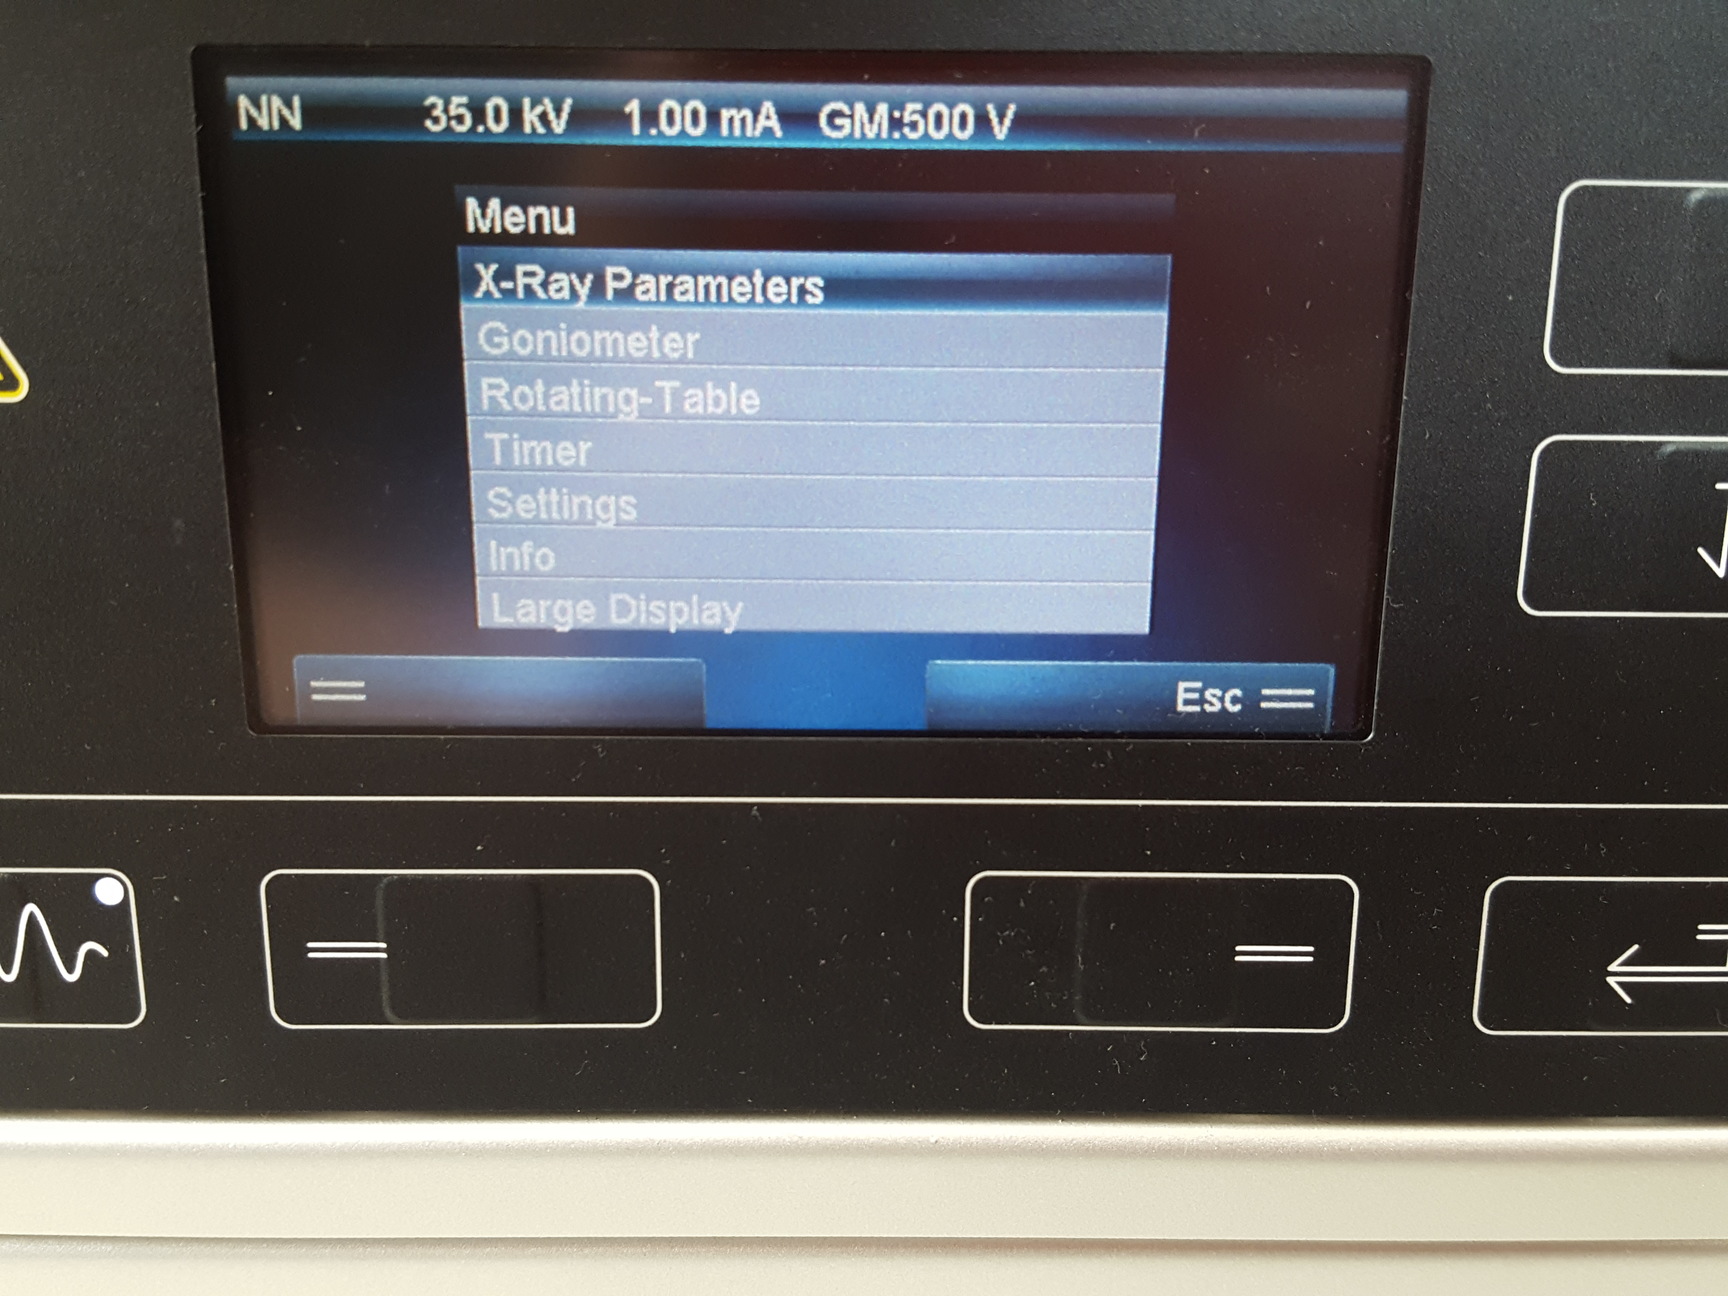 NN 35.0 kV 1.00 mA GM:500 V
Menu
X-Ray Parameters
Goniometer
Rotating-Table
Timer
Settings
Info
Large Display
Esc